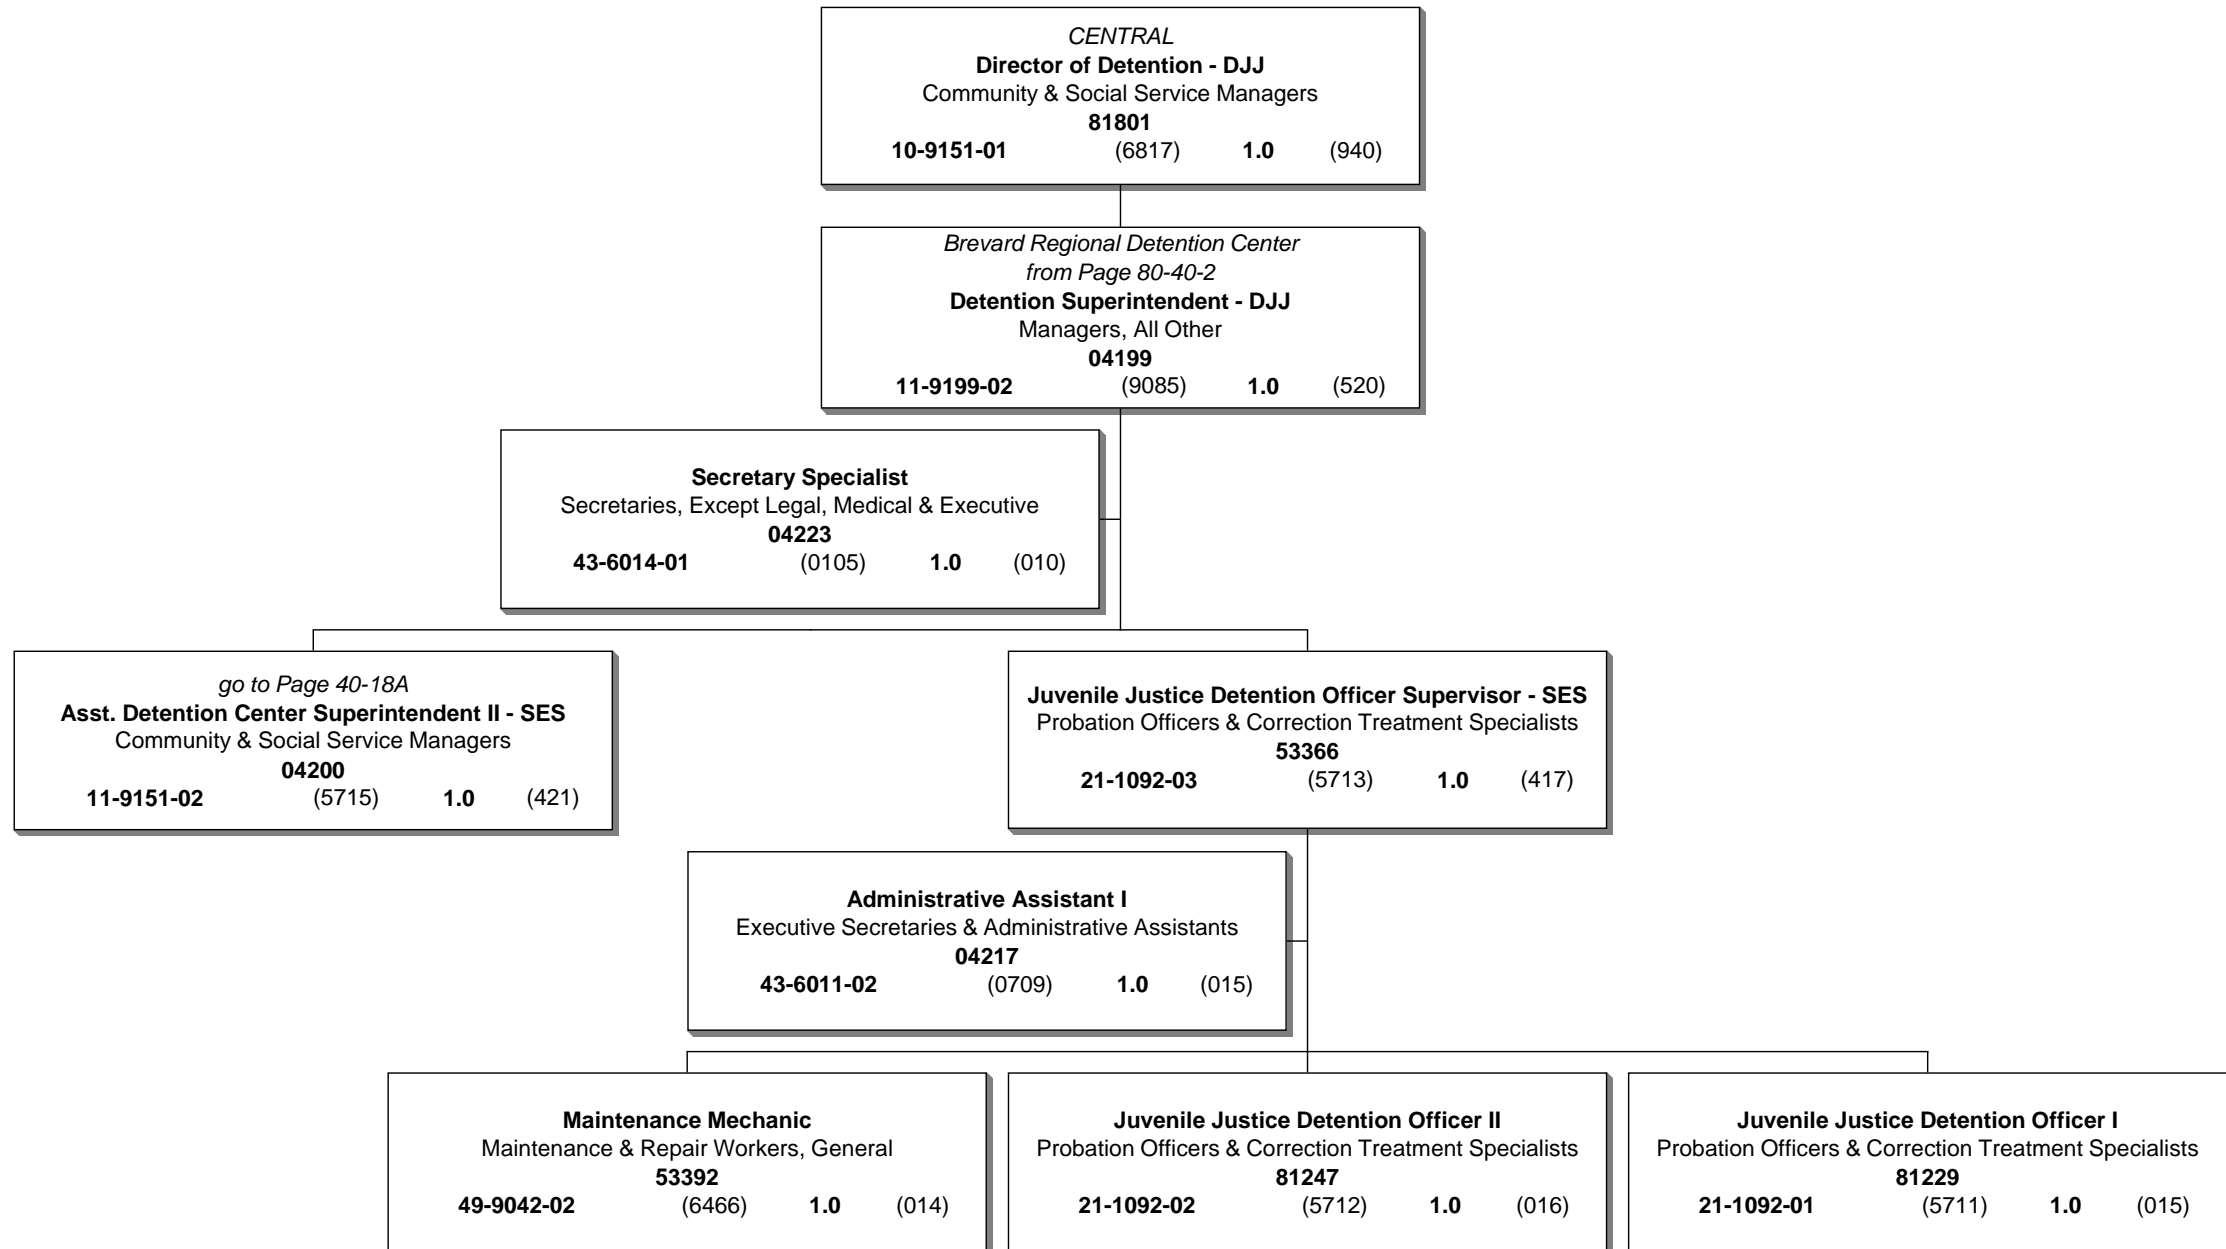 CENTRAL
Director of Detention - DJJ
Community & Social Service Managers
81801
10-9151-01 (6817) 1.0 (940)
Brevard Regional Detention Center
from Page 80-40-2
Detention Superintendent - DJJ
Managers, All Other
04199
11-9199-02 (9085) 1.0 (520)
Secretary Specialist
Secretaries, Except Legal, Medical & Executive
04223
43-6014-01 (0105) 1.0 (010)
go to Page 40-18A
Asst. Detention Center Superintendent II - SES
Community & Social Service Managers
04200
11-9151-02 (5715) 1.0 (421)
Juvenile Justice Detention Officer Supervisor - SES
Probation Officers & Correction Treatment Specialists
53366
21-1092-03 (5713) 1.0 (417)
Administrative Assistant I
Executive Secretaries & Administrative Assistants
04217
43-6011-02 (0709) 1.0 (015)
Maintenance Mechanic
Maintenance & Repair Workers, General
53392
49-9042-02 (6466) 1.0 (014)
Juvenile Justice Detention Officer II
Probation Officers & Correction Treatment Specialists
81247
21-1092-02 (5712) 1.0 (016)
Juvenile Justice Detention Officer I
Probation Officers & Correction Treatment Specialists
81229
21-1092-01 (5711) 1.0 (015)